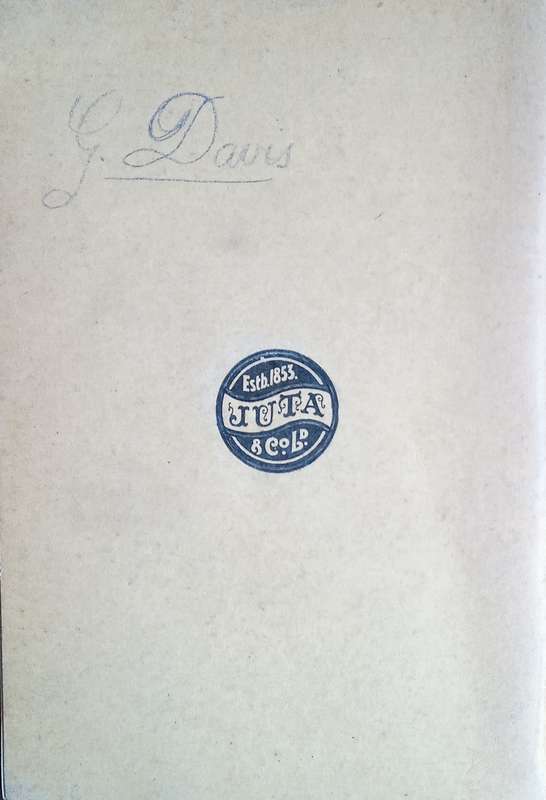 G. Davis
Estb. 1853.
JUTA
& Co. Ld.